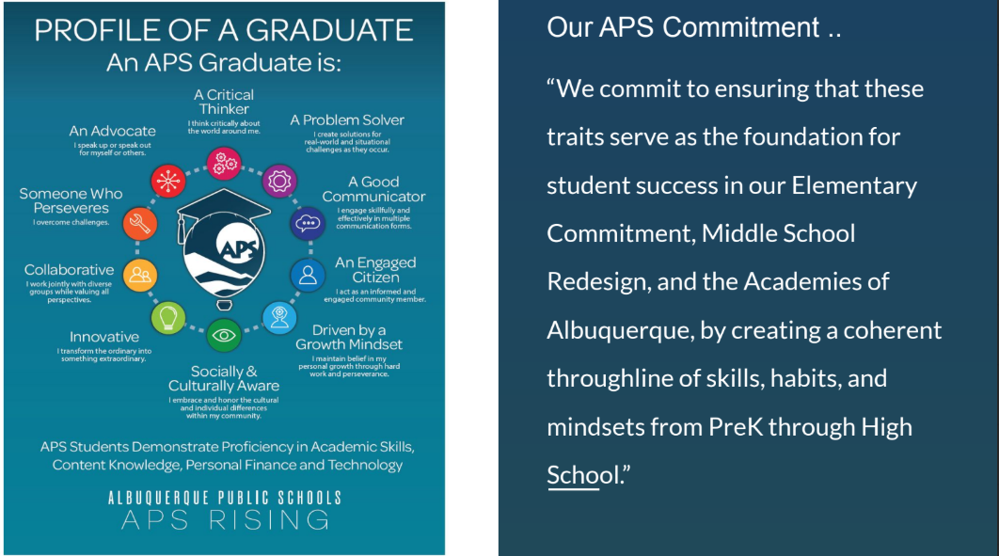 PROFILE OF A GRADUATE
An APS Graduate is:
A Critical
Thinker
I think critically about
the world around me.
A Problem Solver
I create solutions for
real-world and situational
challenges as they occur.
A Good
Communicator
I engage skillfully and
effectively in multiple
communication forms.
An Engaged
Citizen
I act as an informed and
engaged community member.
Driven by a
Growth Mindset
I maintain belief in my
personal growth through hard
work and perseverance.
Socially &
Culturally Aware
I embrace and honor the cultural
and individual differences
within my community.
Innovative
I transform the ordinary into
something extraordinary.
Collaborative
I work jointly with diverse
groups while valuing all
perspectives.
Someone Who
Perseveres
I overcome challenges.
An Advocate
I speak up or speak out
for myself or others.
APS
APS Students Demonstrate Proficiency in Academic Skills,
Content Knowledge, Personal Finance and Technology
ALBUQUERQUE PUBLIC SCHOOLS
APS RISING
Our APS Commitment ..
“We commit to ensuring that these
traits serve as the foundation for
student success in our Elementary
Commitment, Middle School
Redesign, and the Academies of
Albuquerque, by creating a coherent
throughline of skills, habits, and
mindsets from PreK through High
School.”